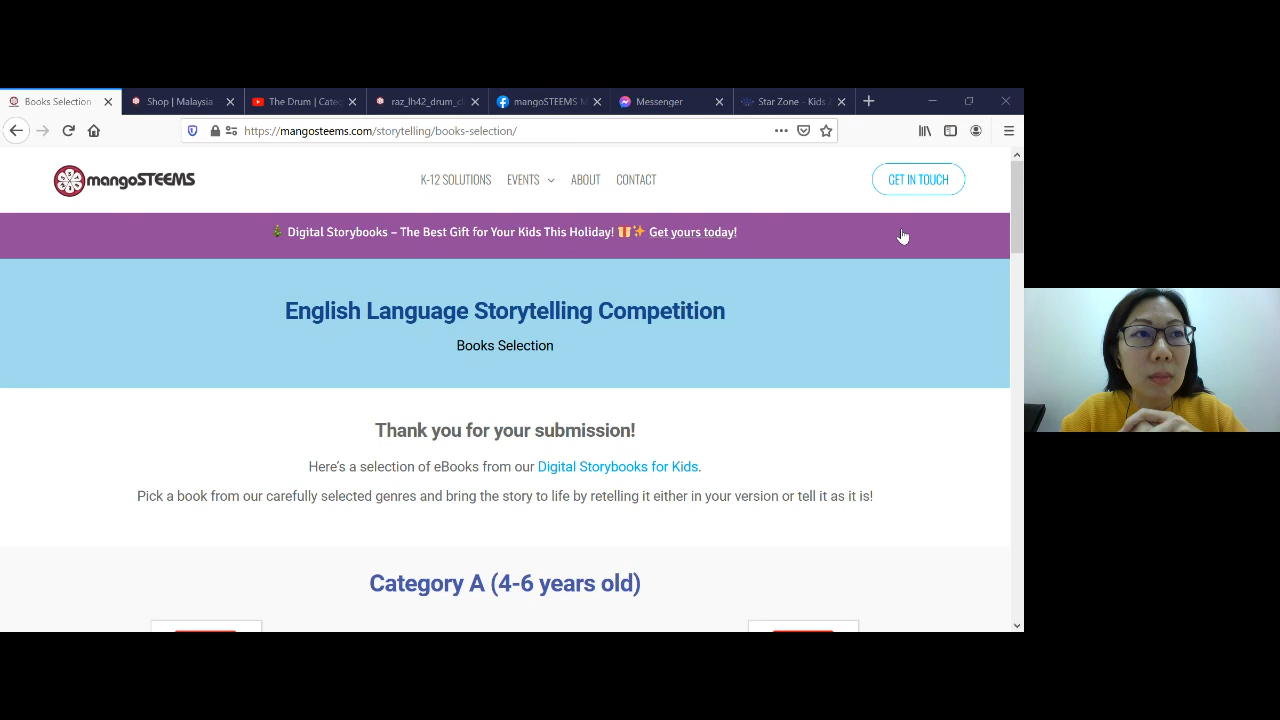 Books Selection
Shop | Malaysia
The Drum | Cate
raz_lh42_drum_cl
mangoSTEEMS M
Messenger
Star Zone - Kids
https://mangosteems.com/storytelling/books-selection/
mangoSTEEMS
K-12 SOLUTIONS
EVENTS
ABOUT
CONTACT
GET IN TOUCH
Digital Storybooks – The Best Gift for Your Kids This Holiday! 🎁✨ Get yours today!
English Language Storytelling Competition
Books Selection
Thank you for your submission!
Here's a selection of eBooks from our Digital Storybooks for Kids.
Pick a book from our carefully selected genres and bring the story to life by retelling it either in your version or tell it as it is!
Category A (4-6 years old)